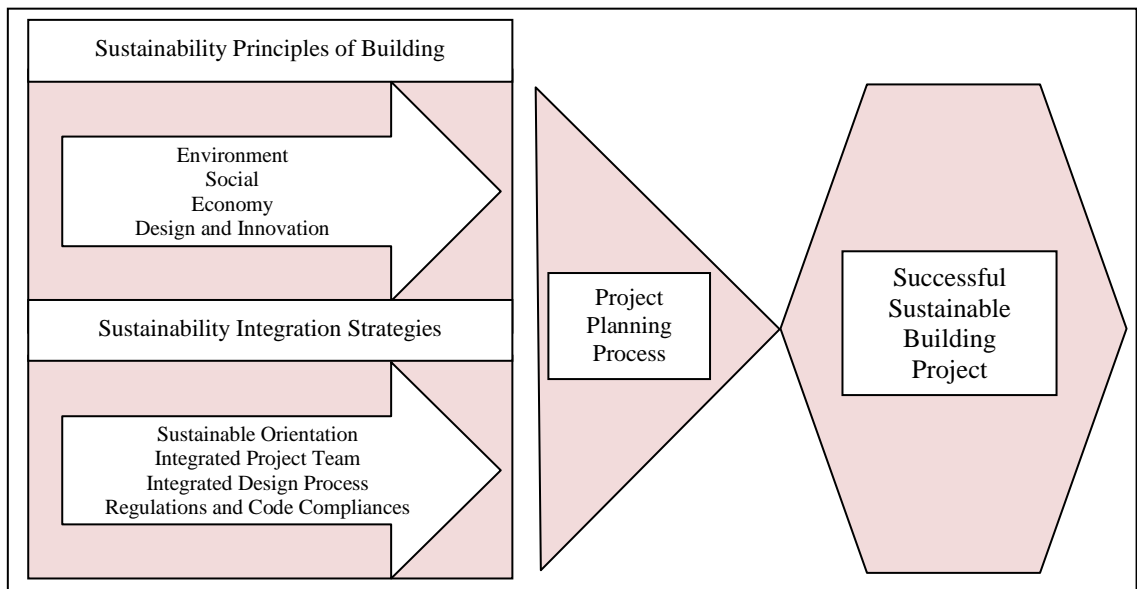 Sustainability Principles of Building
Environment
Social
Economy
Design and Innovation
Sustainability Integration Strategies
Sustainable Orientation
Integrated Project Team
Integrated Design Process
Regulations and Code Compliances
Project
Planning
Process
Successful
Sustainable
Building
Project